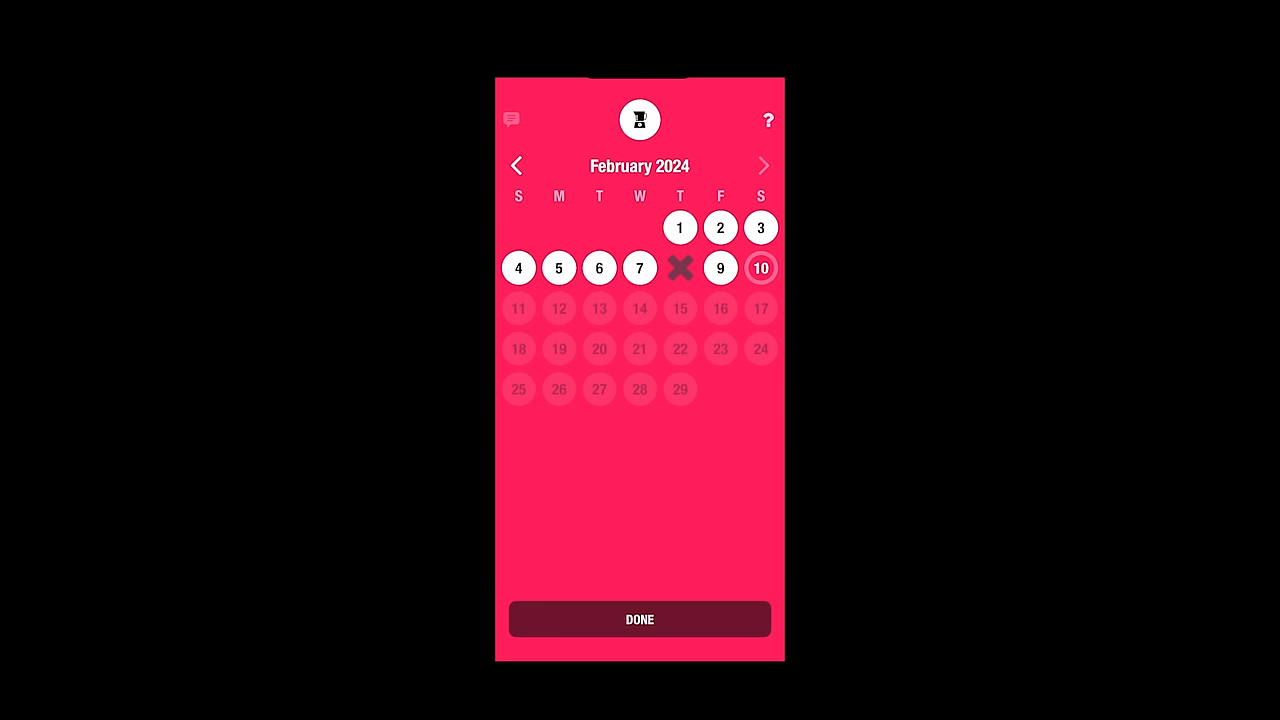 ?
February 2024
S M T W T F S
1 2 3
4 5 6 7 9 10
11 12 13 14 15 16 17
18 19 20 21 22 23 24
25 26 27 28 29
DONE